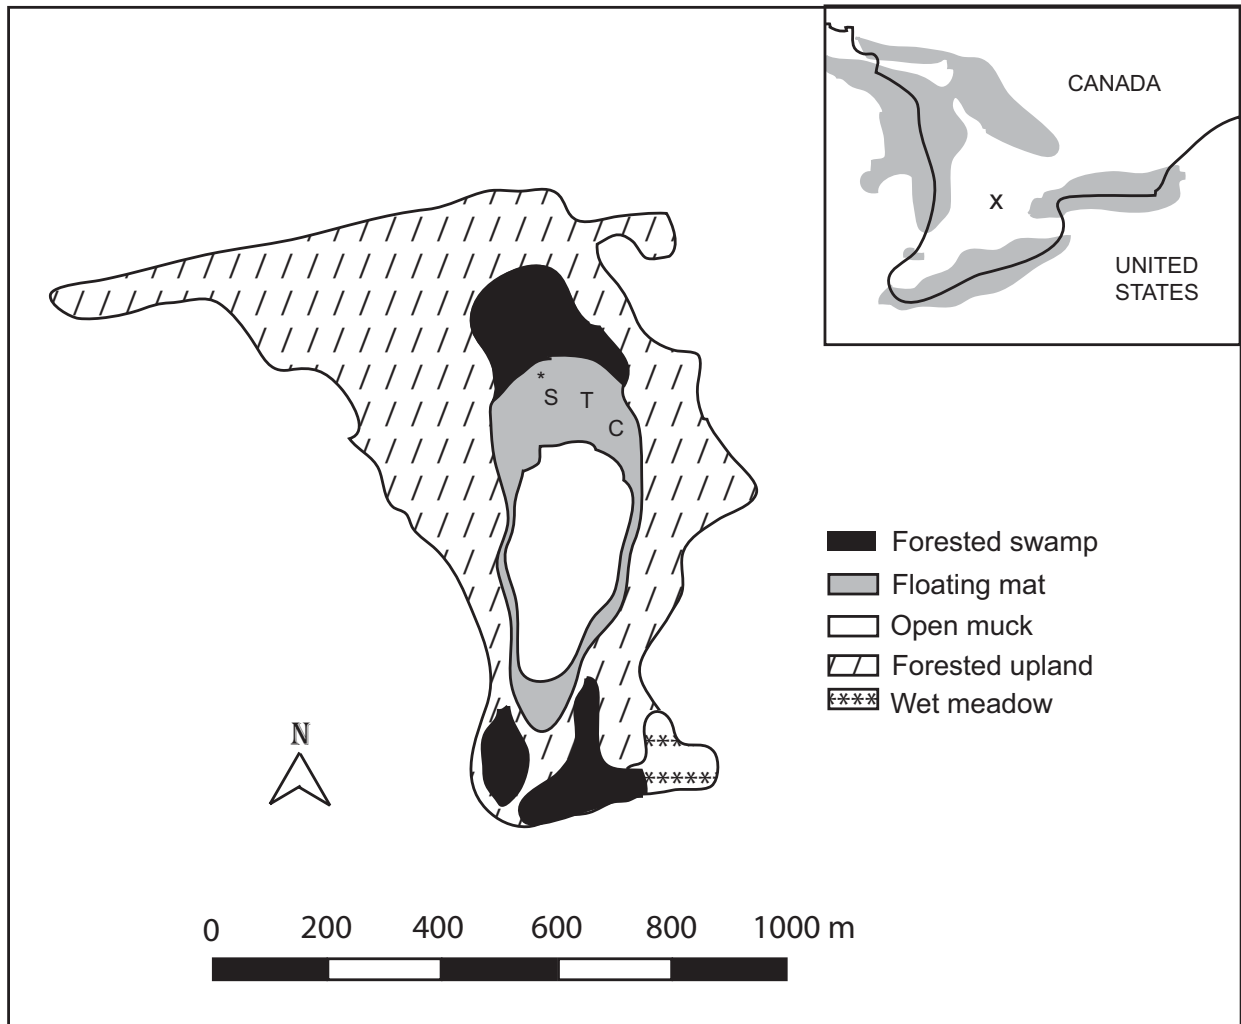 CANADA
x
UNITED
STATES
*
S T
C
Forested swamp
Floating mat
Open muck
Forested upland
**** Wet meadow
N
***
*****
0 200 400 600 800 1000 m